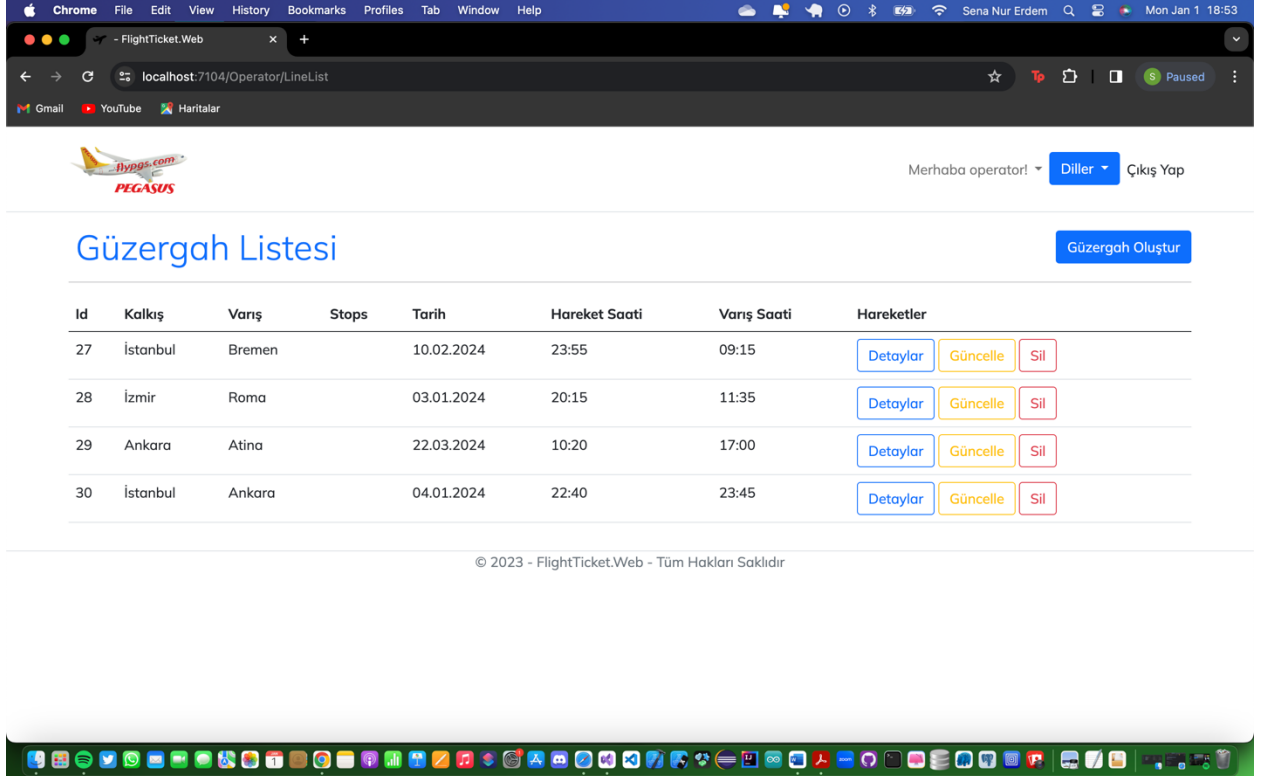 Chrome File Edit View History Bookmarks Profiles Tab Window Help Sena Nur Erdem Mon Jan 1 18:53
- FlightTicket.Web
localhost:7104/Operator/LineList Tp S Paused
Gmail YouTube Haritalar
flypgs.com
PEGASUS
Merhaba operator! Diller Çıkış Yap
Güzergah Listesi Güzergah Oluştur
Id Kalkış Varış Stops Tarih Hareket Saati Varış Saati Hareketler
27 İstanbul Bremen 10.02.2024 23:55 09:15 Detaylar Güncelle Sil
28 İzmir Roma 03.01.2024 20:15 11:35 Detaylar Güncelle Sil
29 Ankara Atina 22.03.2024 10:20 17:00 Detaylar Güncelle Sil
30 İstanbul Ankara 04.01.2024 22:40 23:45 Detaylar Güncelle Sil
© 2023 - FlightTicket.Web - Tüm Hakları Saklıdır